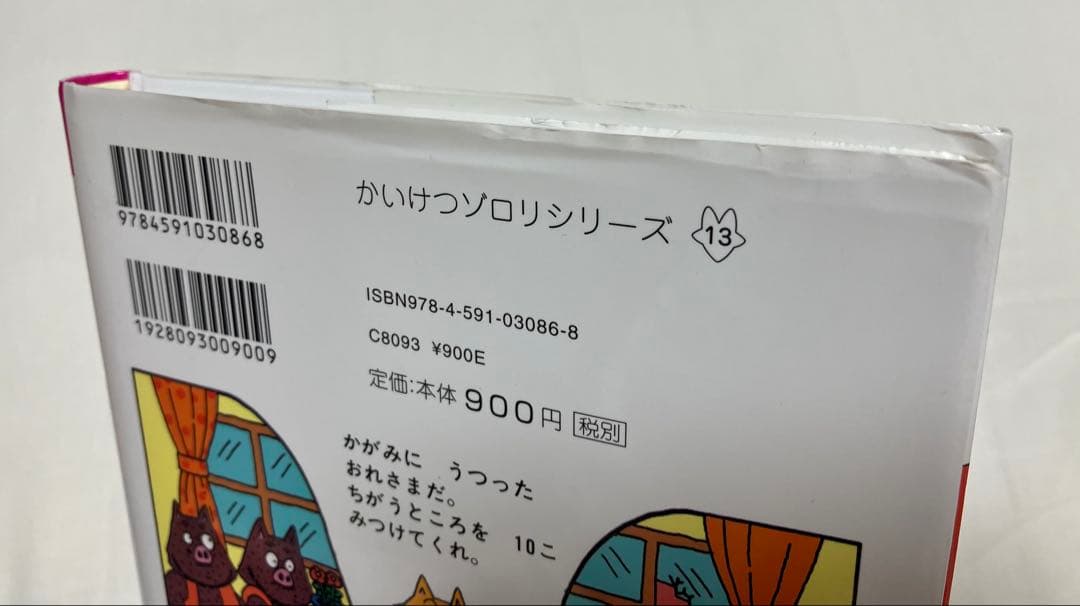 9784591030868
かいけつゾロリシリーズ 13
1928093009009
ISBN978-4-591-03086-8
C8093 ¥900E
定価:本体900円 税別
かがみに うつった
おれさまだ。
ちがうところを 10こ
みつけてくれ。